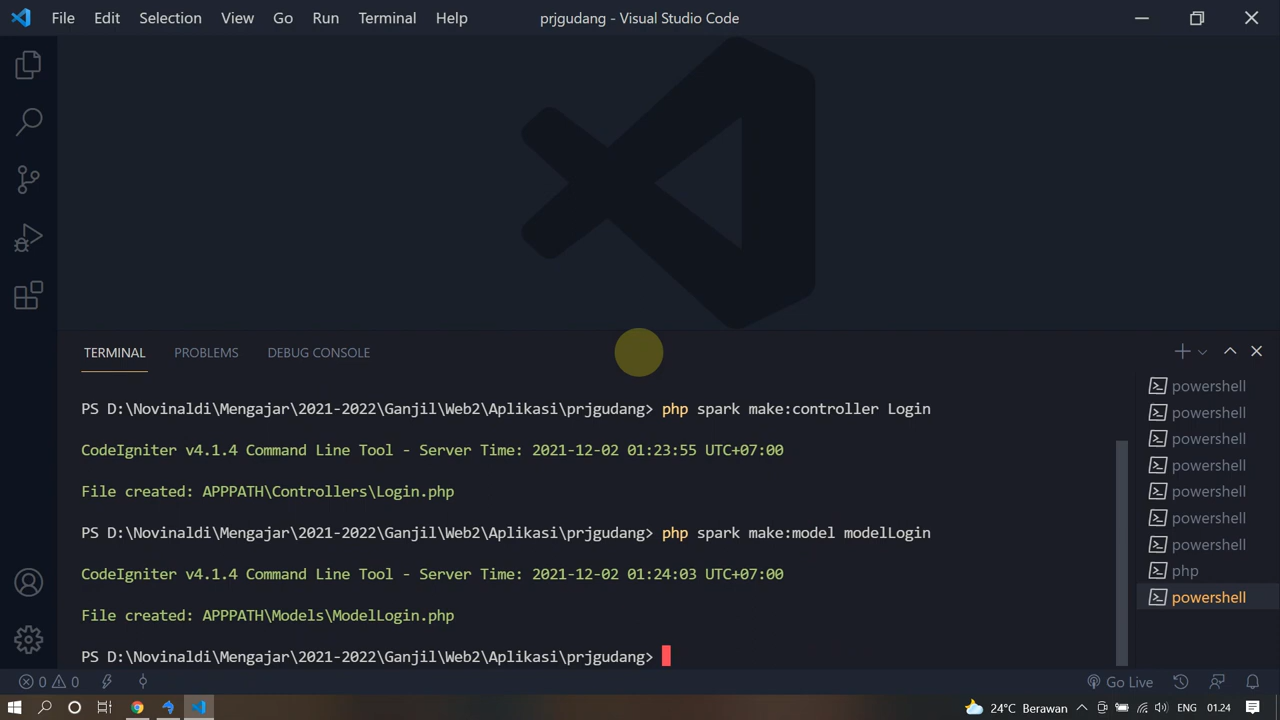 File Edit Selection View Go Run Terminal Help prjgudang - Visual Studio Code
TERMINAL PROBLEMS DEBUG CONSOLE
PS D:\Novinaldi\Mengajar\2021-2022\Ganjil\Web2\Aplikasi\prjgudang> php spark make:controller Login
CodeIgniter v4.1.4 Command Line Tool - Server Time: 2021-12-02 01:23:55 UTC+07:00
File created: APPPATH\Controllers\Login.php
PS D:\Novinaldi\Mengajar\2021-2022\Ganjil\Web2\Aplikasi\prjgudang> php spark make:model modelLogin
CodeIgniter v4.1.4 Command Line Tool - Server Time: 2021-12-02 01:24:03 UTC+07:00
File created: APPPATH\Models\ModelLogin.php
PS D:\Novinaldi\Mengajar\2021-2022\Ganjil\Web2\Aplikasi\prjgudang>
powershell
powershell
powershell
powershell
powershell
powershell
powershell
php
powershell
0 0 Go Live
24°C Berawan ENG 01:24